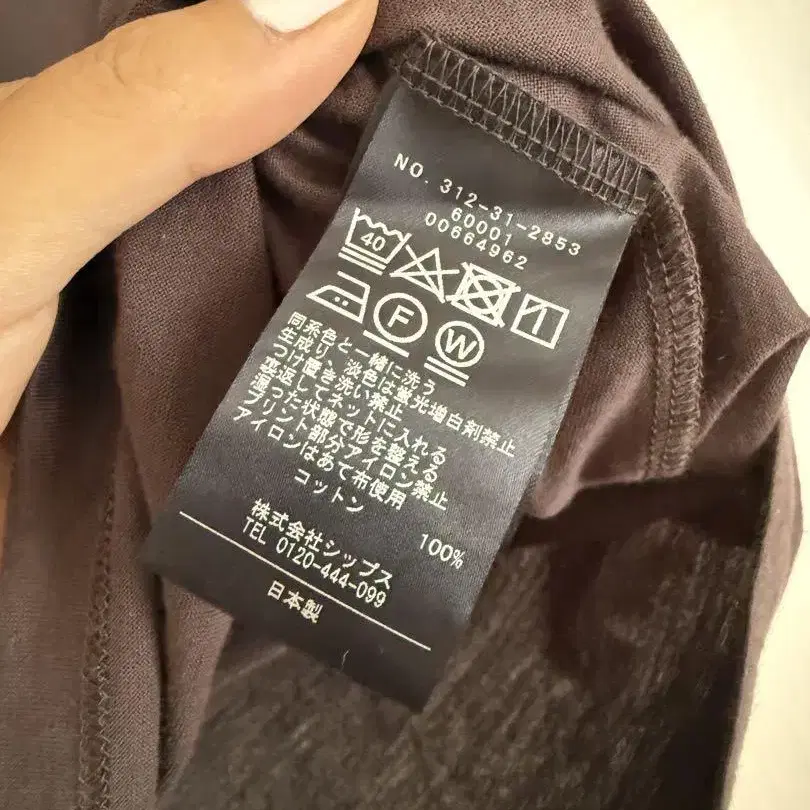 NO. 312-31-2853
60001
00664962
40
F W
同系色と一緒に洗う
生成り、淡色は蛍光増白剤禁止
つけ置き洗い禁止
裏返してネットに入れる
湿った状態で形を整える
プリント部分アイロン禁止
アイロンはあて布使用
コットン 100%
株式会社シップス
TEL 0120-444-099
日本製